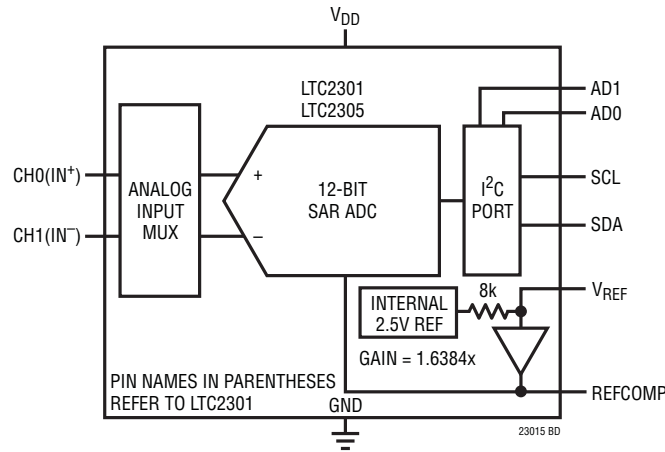 V_DD
LTC2301
LTC2305
AD1
AD0
CH0(IN⁺)
CH1(IN⁻)
ANALOG
INPUT
MUX
+
–
12-BIT
SAR ADC
I²C
PORT
SCL
SDA
INTERNAL
2.5V REF
8k
V_REF
GAIN = 1.6384x
REFCOMP
PIN NAMES IN PARENTHESES
REFER TO LTC2301
GND
23015 BD